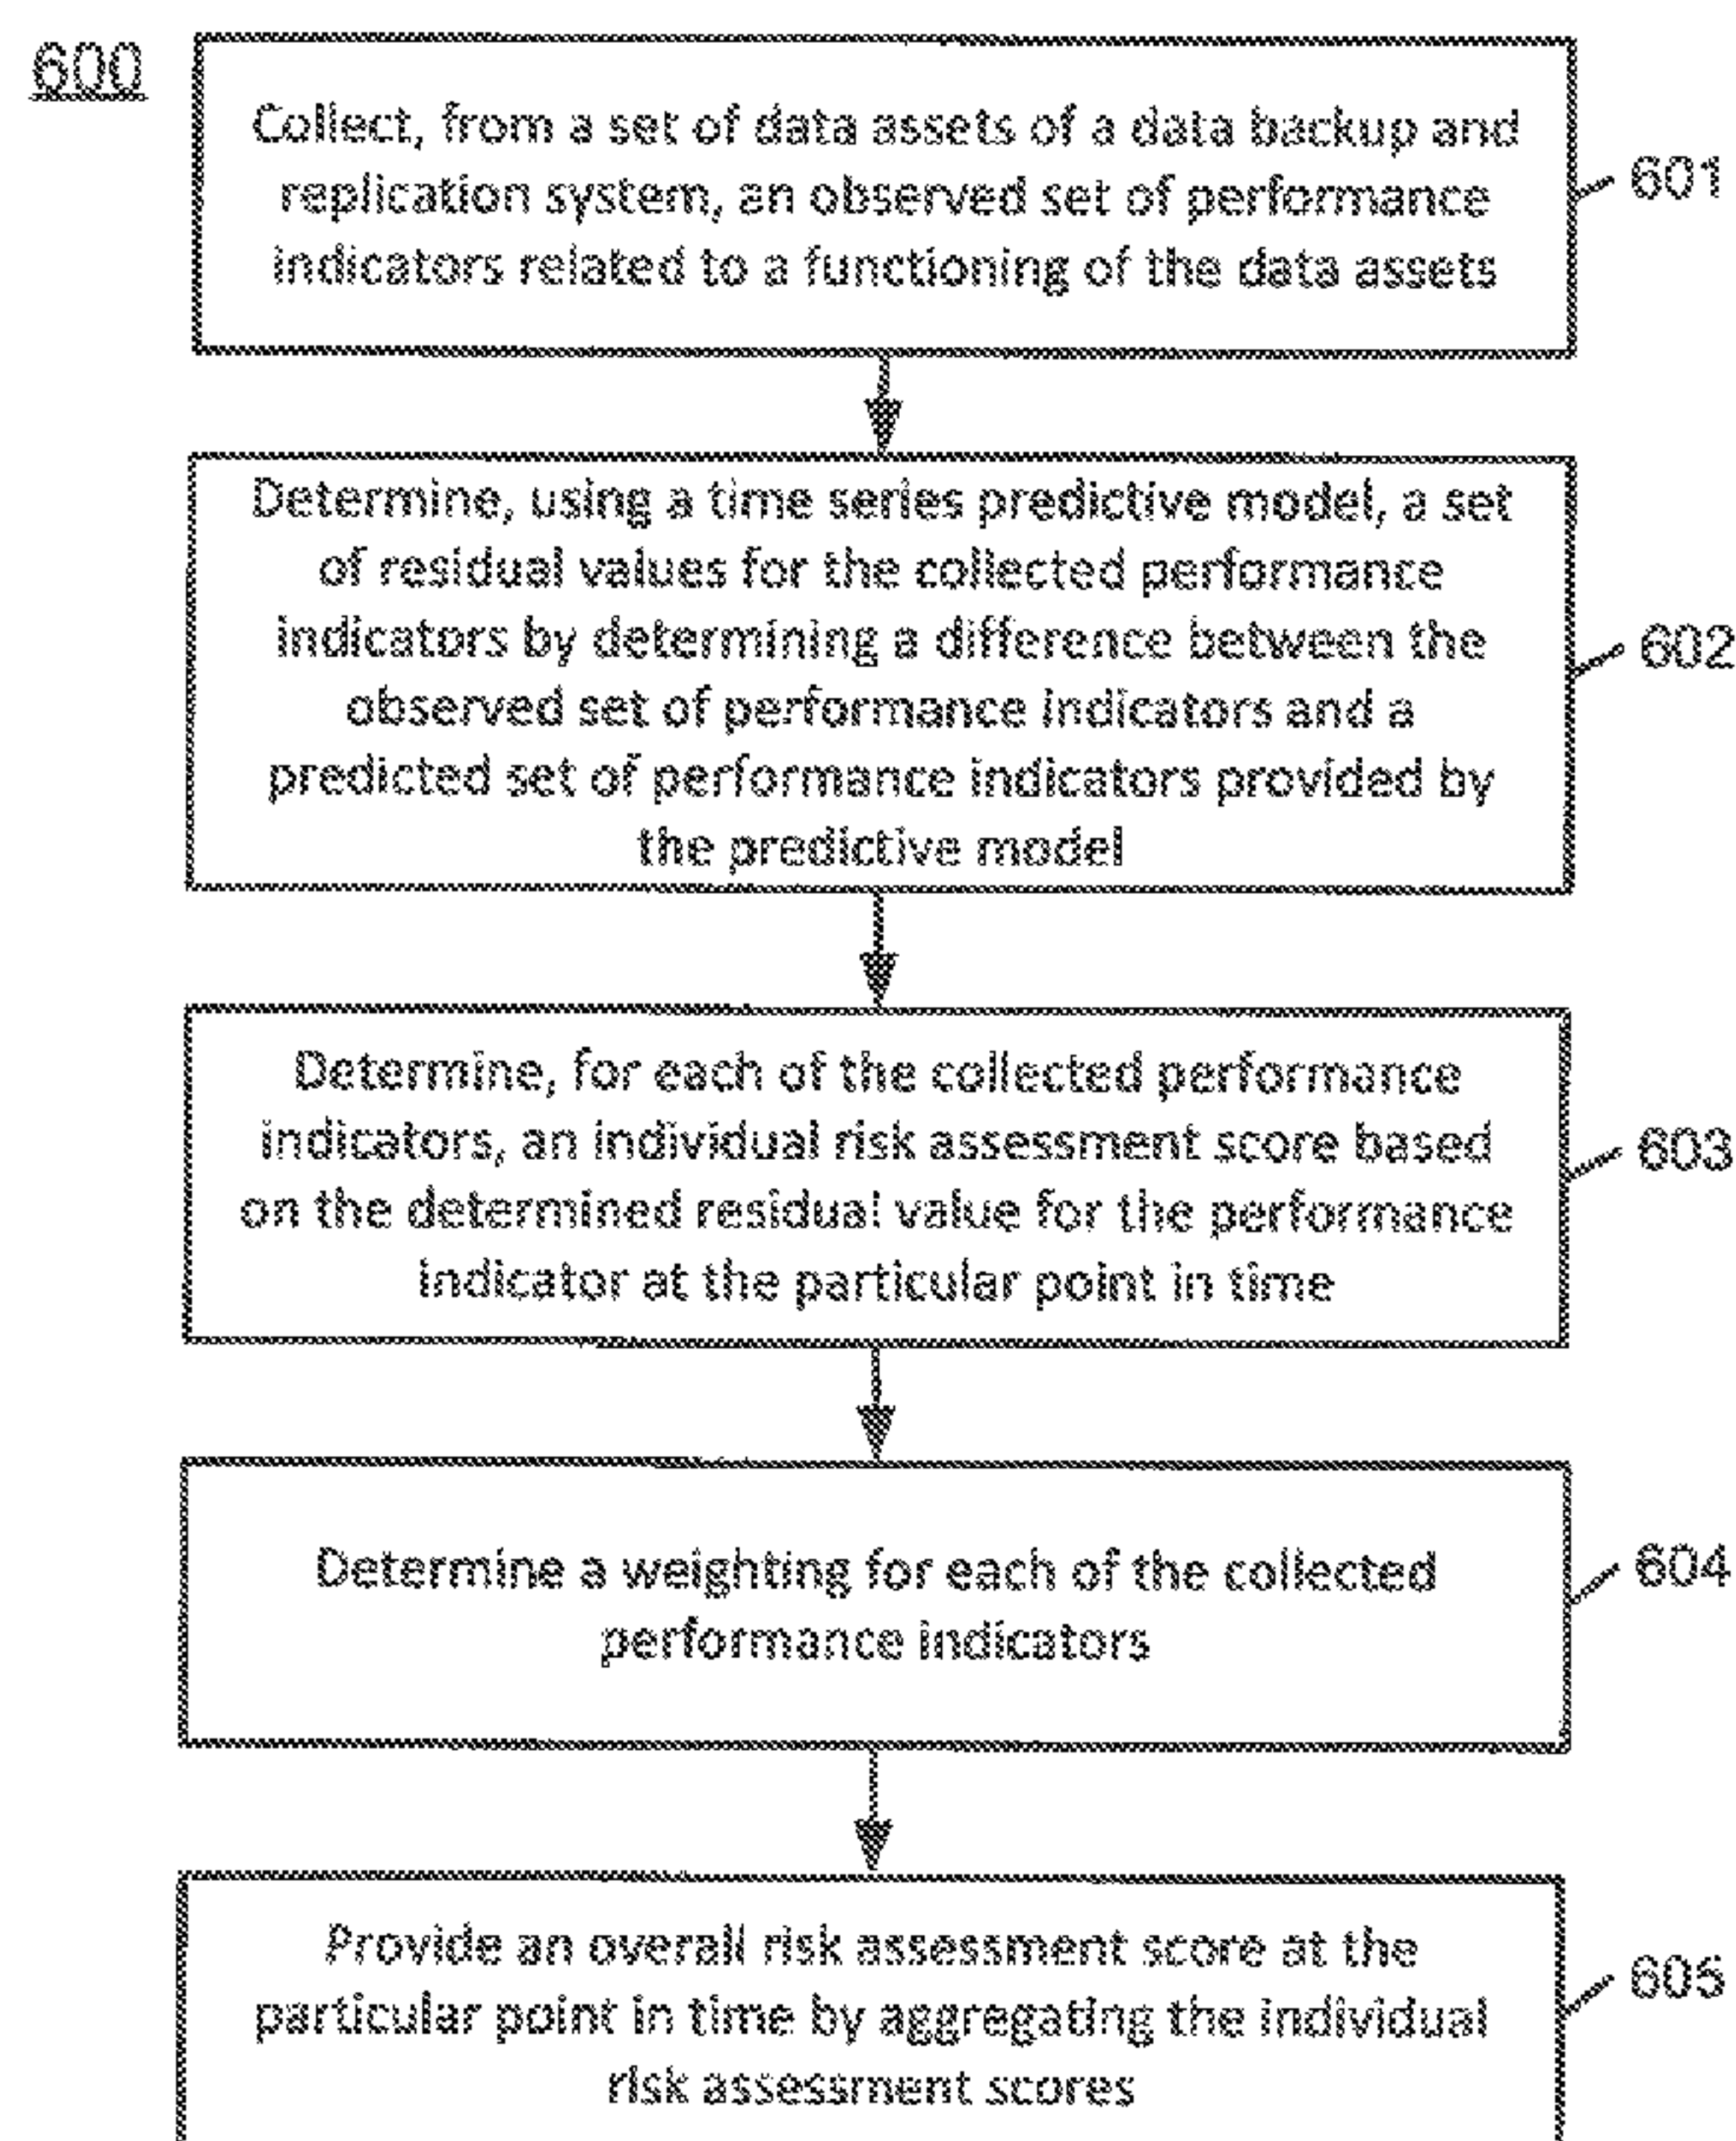 600
Collect, from a set of data assets of a data backup and
replication system, an observed set of performance
indicators related to a functioning of the data assets
601
Determine, using a time series predictive model, a set
of residual values for the collected performance
indicators by determining a difference between the
observed set of performance indicators and a
predicted set of performance indicators provided by
the predictive model
602
Determine, for each of the collected performance
indicators, an individual risk assessment score based
on the determined residual value for the performance
indicator at the particular point in time
603
Determine a weighting for each of the collected
performance indicators
604
Provide an overall risk assessment score at the
particular point in time by aggregating the individual
risk assessment scores
605